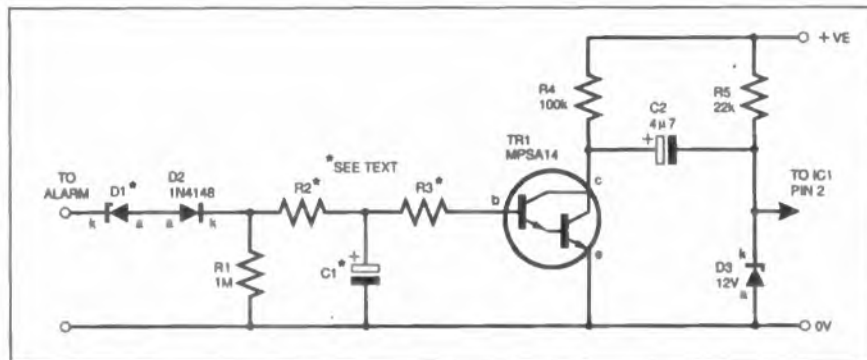 + VE
R4
100k
C2
4µ7
R5
22k
TR1
MPSA14
*SEE TEXT
TO
ALARM
D1*
D2
1N4148
R2*
R3*
TO IC1
PIN 2
k
a
a
k
b
c
e
+
+
R1
1M
C1*
k
D3
12V
a
0V